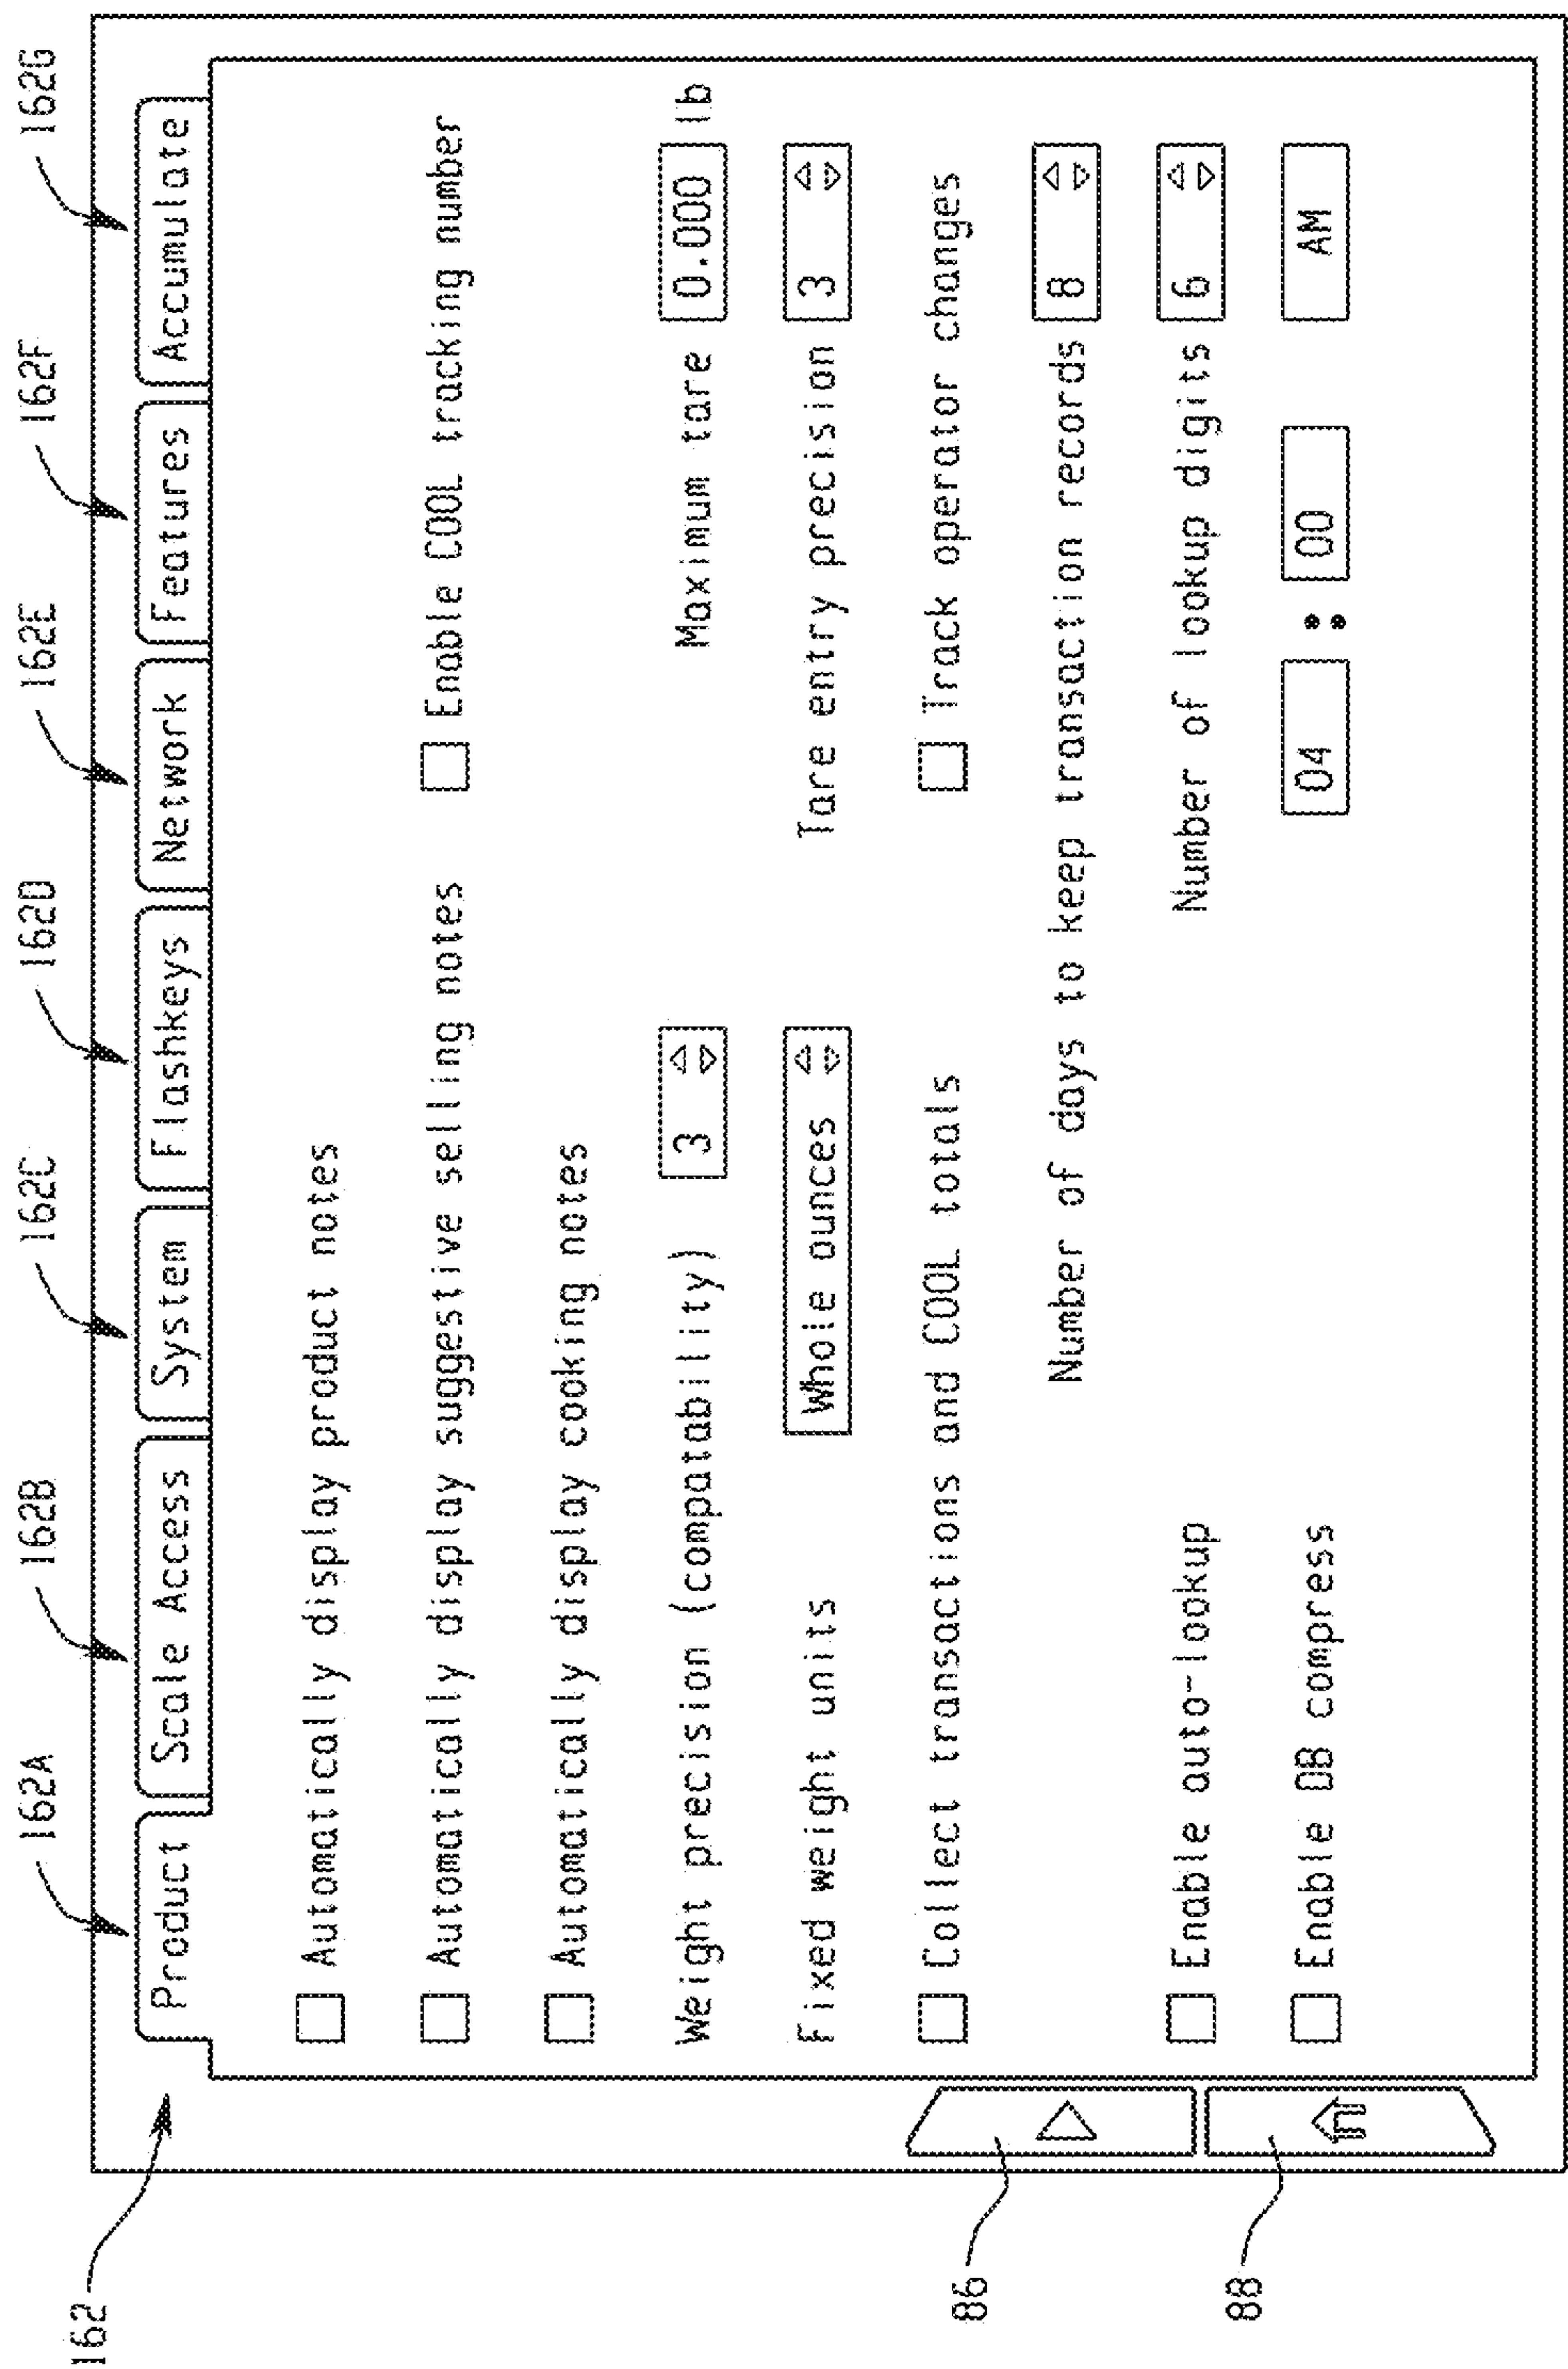 162
162A 162B 162C 162D 162E 162F 162G
Product Scale Access System Flashkeys Network Features Accumulate
Automatically display product notes
Automatically display suggestive selling notes Enable COOL tracking number
Automatically display cooking notes
Weight precision (compatability) 3 Maximum tare 0.000 lb
Fixed weight units Whole ounces Tare entry precision 3
Collect transactions and COOL totals Track operator changes
Number of days to keep transaction records 8
Enable auto-lookup Number of lookup digits 6
Enable DB compress 04 : 00 AM
86
88